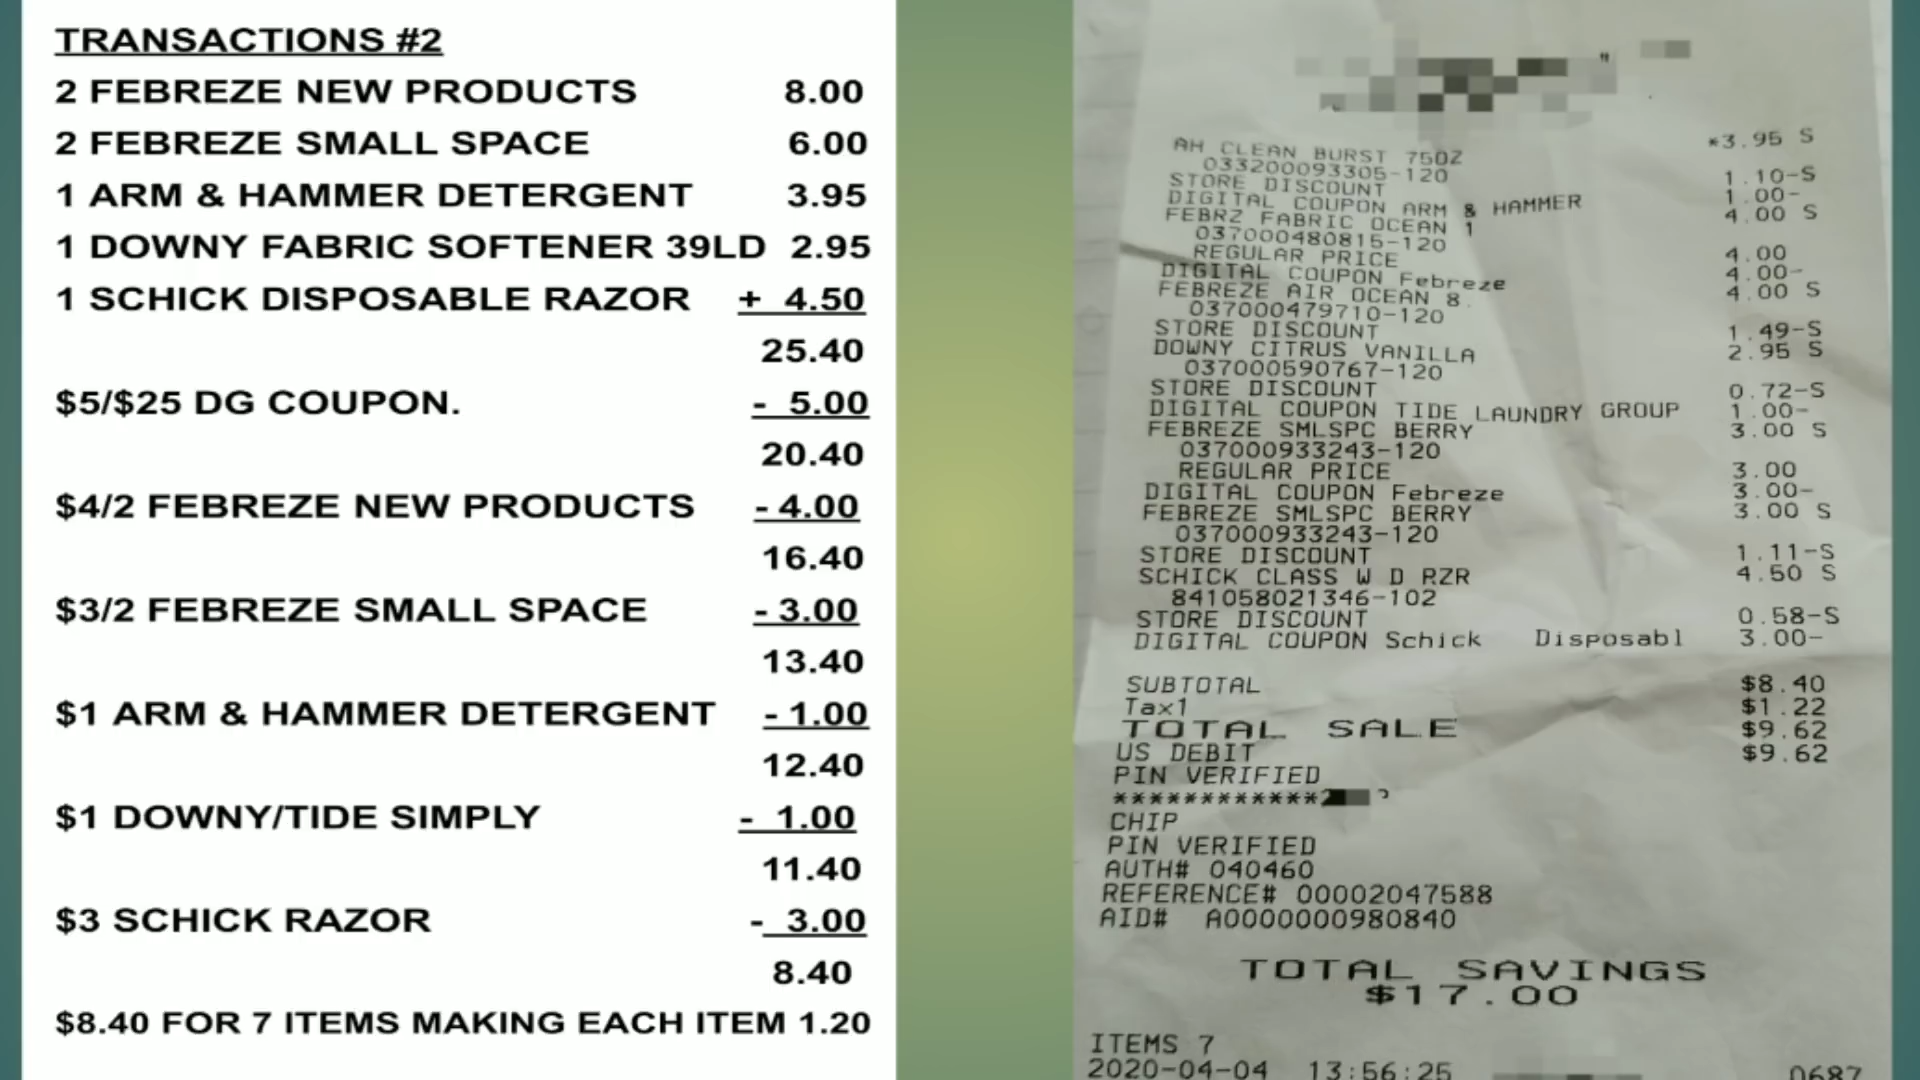 TRANSACTIONS #2
2 FEBREZE NEW PRODUCTS 8.00
2 FEBREZE SMALL SPACE 6.00
1 ARM & HAMMER DETERGENT 3.95
1 DOWNY FABRIC SOFTENER 39LD 2.95
1 SCHICK DISPOSABLE RAZOR + 4.50
25.40
$5/$25 DG COUPON. - 5.00
20.40
$4/2 FEBREZE NEW PRODUCTS - 4.00
16.40
$3/2 FEBREZE SMALL SPACE - 3.00
13.40
$1 ARM & HAMMER DETERGENT - 1.00
12.40
$1 DOWNY/TIDE SIMPLY - 1.00
11.40
$3 SCHICK RAZOR - 3.00
8.40
$8.40 FOR 7 ITEMS MAKING EACH ITEM 1.20
AH CLEAN BURST 75OZ *3.95 S
033200093305-120
STORE DISCOUNT 1.10-S
DIGITAL COUPON ARM & HAMMER 1.00-
FEBRZ FABRIC OCEAN 1 4.00 S
037000480815-120
REGULAR PRICE 4.00
DIGITAL COUPON Febreze 4.00-
FEBREZE AIR OCEAN 8. 4.00 S
037000479710-120
STORE DISCOUNT 1.49-S
DOWNY CITRUS VANILLA 2.95 S
037000590767-120
STORE DISCOUNT 0.72-S
DIGITAL COUPON TIDE LAUNDRY GROUP 1.00-
FEBREZE SMLSPC BERRY 3.00 S
037000933243-120
REGULAR PRICE 3.00
DIGITAL COUPON Febreze 3.00-
FEBREZE SMLSPC BERRY 3.00 S
037000933243-120
STORE DISCOUNT 1.11-S
SCHICK CLASS W D RZR 4.50 S
841058021346-102
STORE DISCOUNT 0.58-S
DIGITAL COUPON Schick Disposabl 3.00-
SUBTOTAL $8.40
Tax1 $1.22
TOTAL SALE $9.62
US DEBIT $9.62
PIN VERIFIED
************
CHIP
PIN VERIFIED
AUTH# 040460
REFERENCE# 00002047588
AID# A0000000980840
TOTAL SAVINGS
$17.00
ITEMS 7
2020-04-04 13:56:25 0687